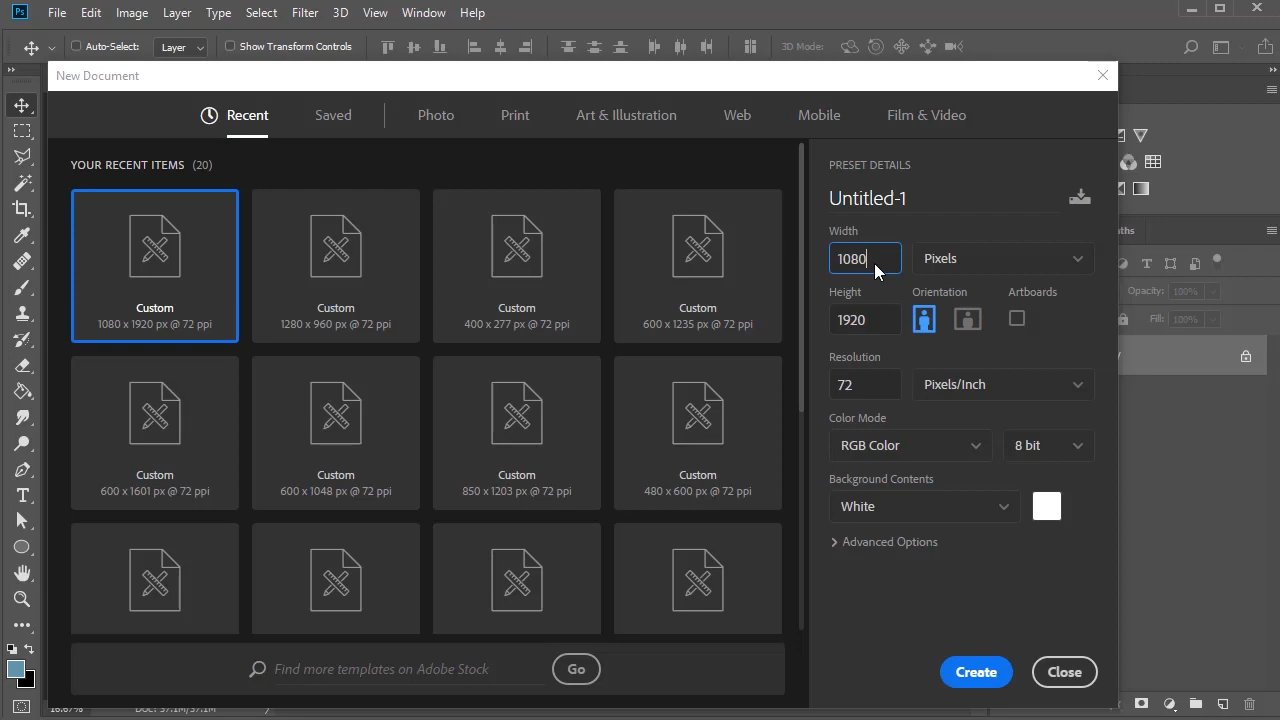 Ps File Edit Image Layer Type Select Filter 3D View Window Help
Auto-Select: Layer Show Transform Controls 3D Mode:
New Document
Recent Saved Photo Print Art & Illustration Web Mobile Film & Video
YOUR RECENT ITEMS (20)
PRESET DETAILS
Untitled-1
Width
1080 Pixels
Height Orientation Artboards
1920
Resolution
72 Pixels/Inch
Color Mode
RGB Color 8 bit
Background Contents
White
Advanced Options
Custom Custom Custom Custom
1080 x 1920 px @ 72 ppi 1280 x 960 px @ 72 ppi 400 x 277 px @ 72 ppi 600 x 1235 px @ 72 ppi
Custom Custom Custom Custom
600 x 1601 px @ 72 ppi 600 x 1048 px @ 72 ppi 850 x 1203 px @ 72 ppi 480 x 600 px @ 72 ppi
Find more templates on Adobe Stock Go
Create Close
ths
Opacity: 100%
Fill: 100%